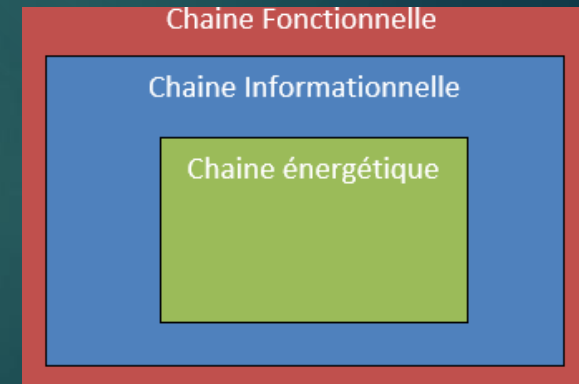 Chaine Fonctionnelle
Chaine Informationnelle
Chaine énergétique